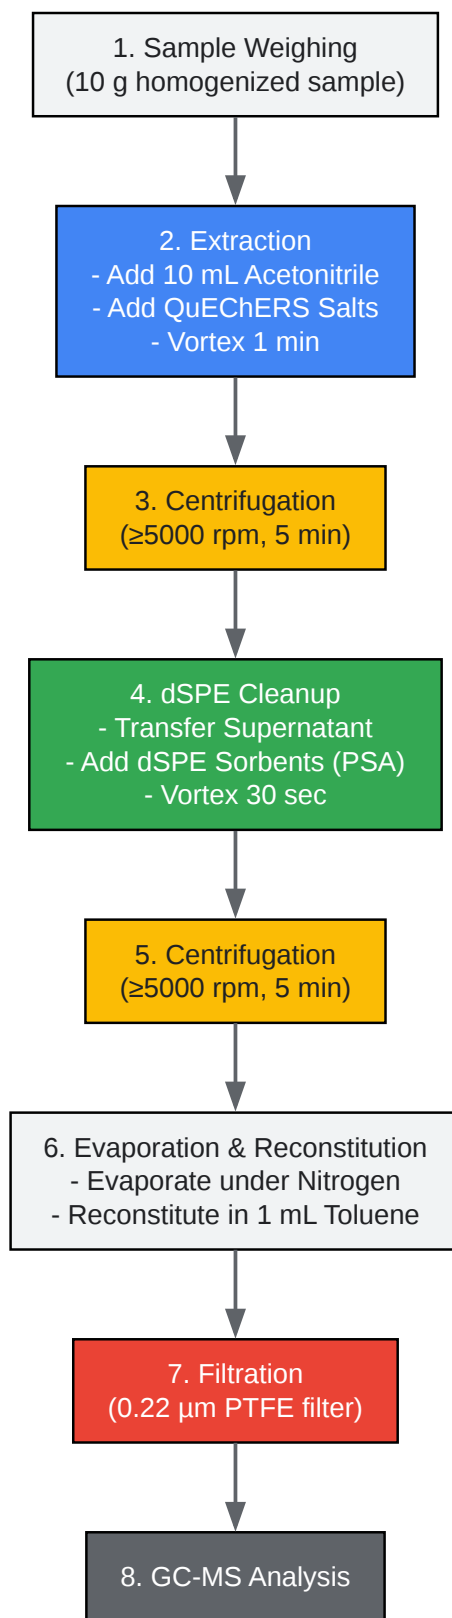 1. Sample Weighing
(10 g homogenized sample)
2. Extraction
- Add 10 mL Acetonitrile
- Add QuEChERS Salts
- Vortex 1 min
3. Centrifugation
(≥5000 rpm, 5 min)
4. dSPE Cleanup
- Transfer Supernatant
- Add dSPE Sorbents (PSA)
- Vortex 30 sec
5. Centrifugation
(≥5000 rpm, 5 min)
6. Evaporation & Reconstitution
- Evaporate under Nitrogen
- Reconstitute in 1 mL Toluene
7. Filtration
(0.22 µm PTFE filter)
8. GC-MS Analysis